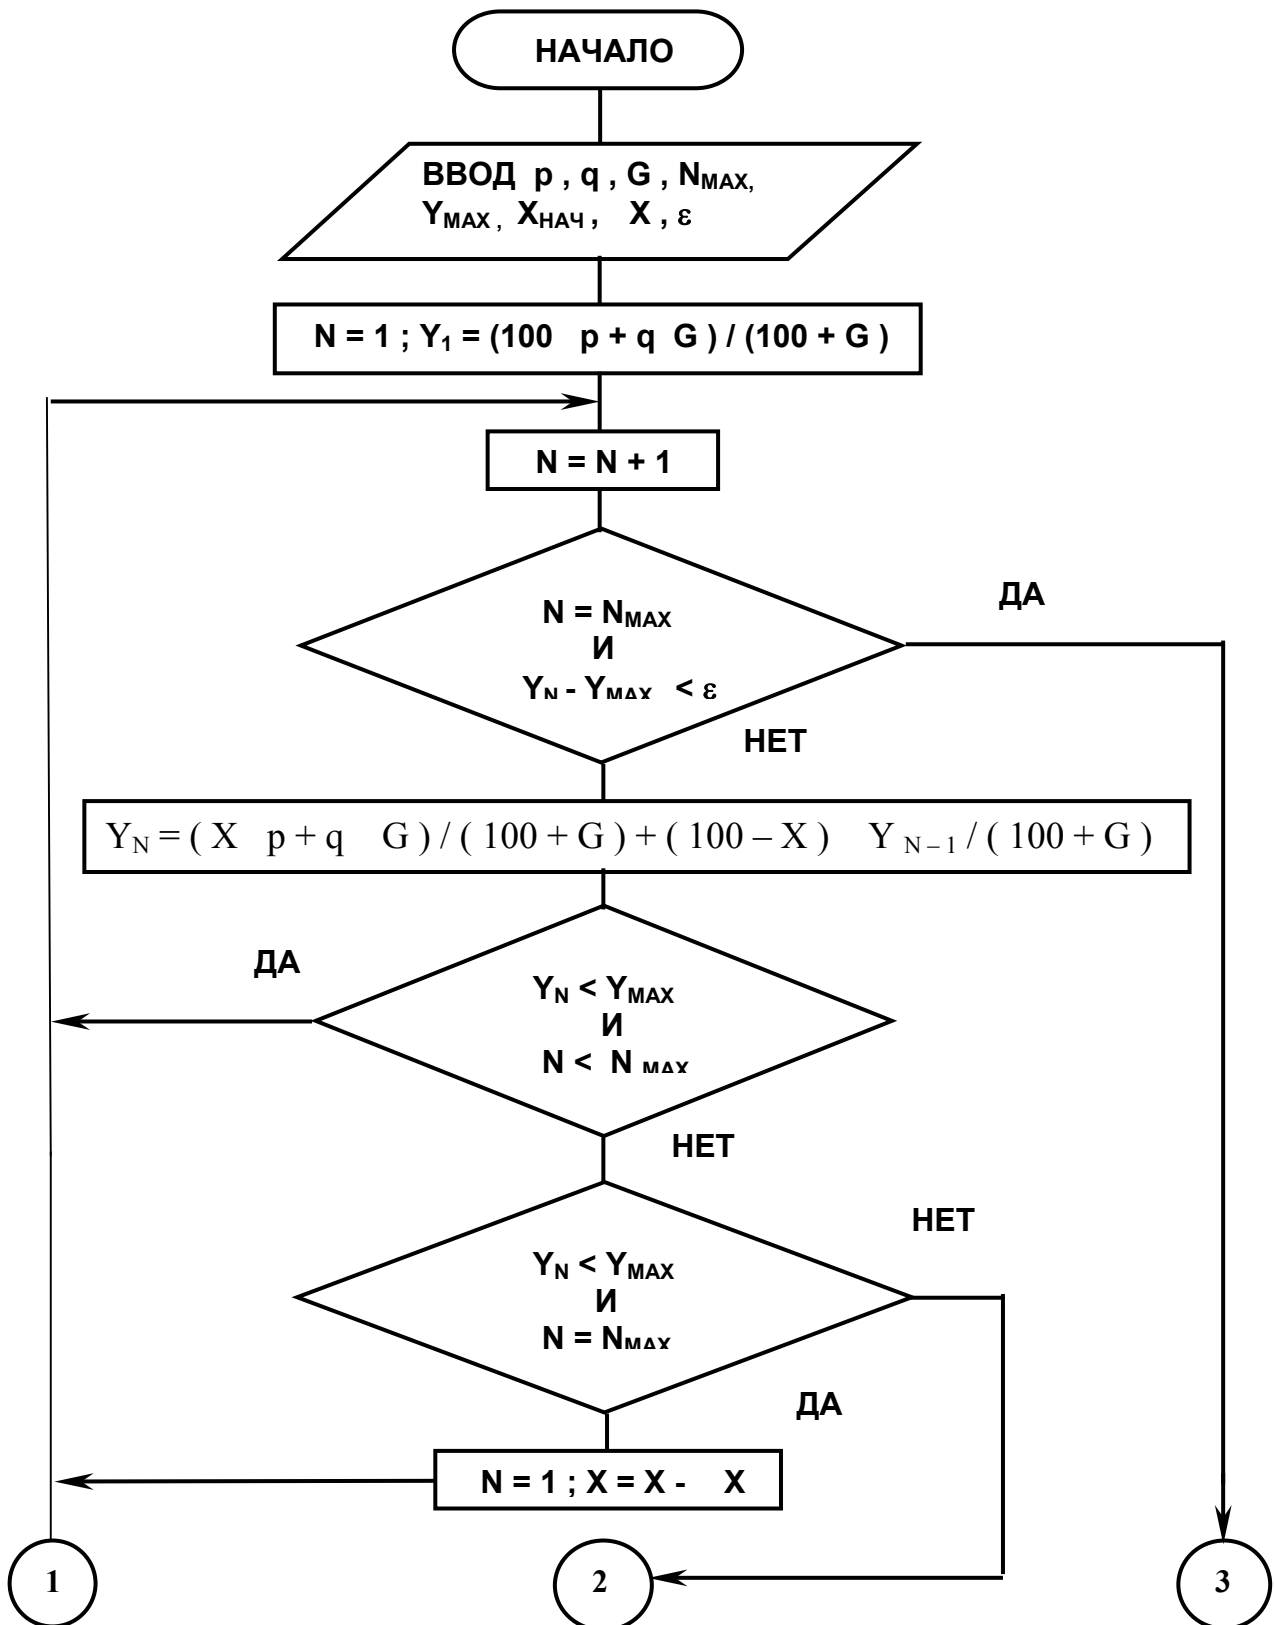 НАЧАЛО
ВВОД p , q , G , NMAX,
YMAX , XНАЧ , X , ε
N = 1 ; Y1 = (100 p + q G ) / (100 + G )
N = N + 1
ДА
N = NMAX
И
YN - YMAX < ε
НЕТ
YN = ( X p + q G ) / ( 100 + G ) + ( 100 – X ) Y N – 1 / ( 100 + G )
ДА
YN < YMAX
И
N < N MAX
НЕТ
НЕТ
YN < YMAX
И
N = NMAX
ДА
N = 1 ; X = X - X
1
2
3